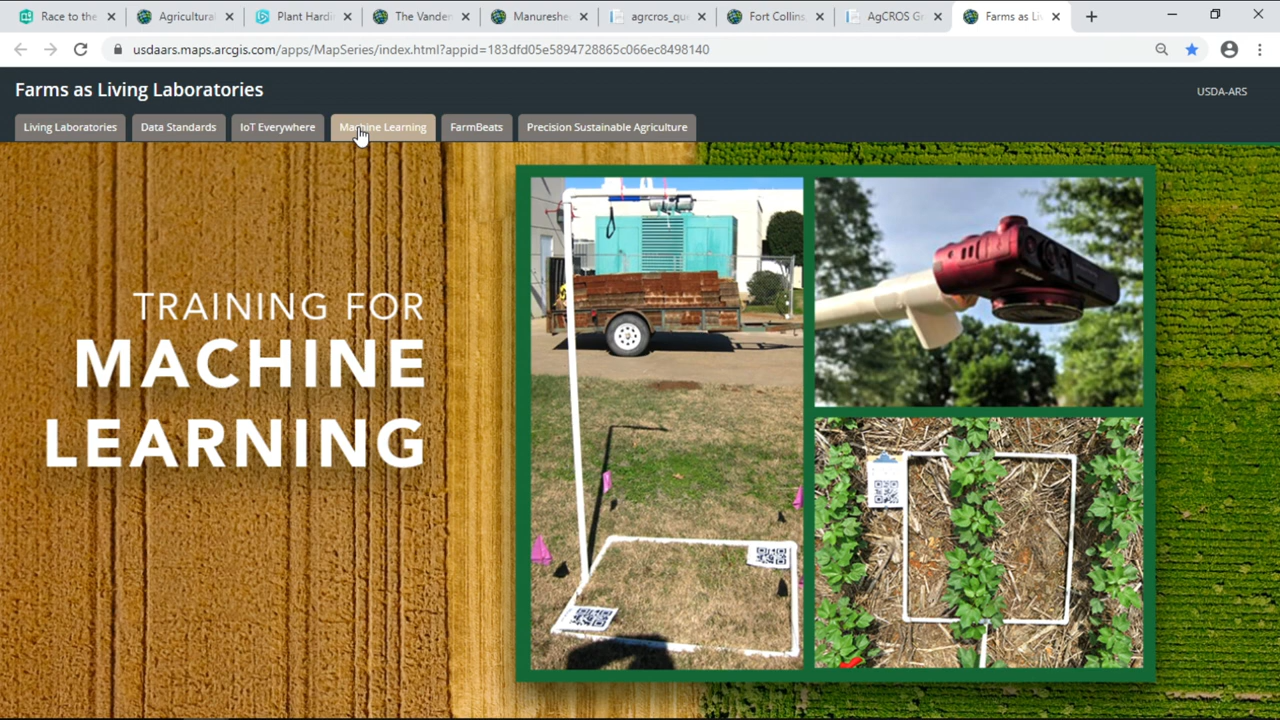 Race to the
Agricultural
Plant Hardi
The Vander
Manureshe
agrcros_qu
Fort Collins
AgCROS Gr
Farms as Li
usdaars.maps.arcgis.com/apps/MapSeries/index.html?appid=183dfd05e5894728865c066ec8498140
Farms as Living Laboratories
USDA-ARS
Living Laboratories
Data Standards
IoT Everywhere
Machine Learning
FarmBeats
Precision Sustainable Agriculture
TRAINING FOR
MACHINE
LEARNING